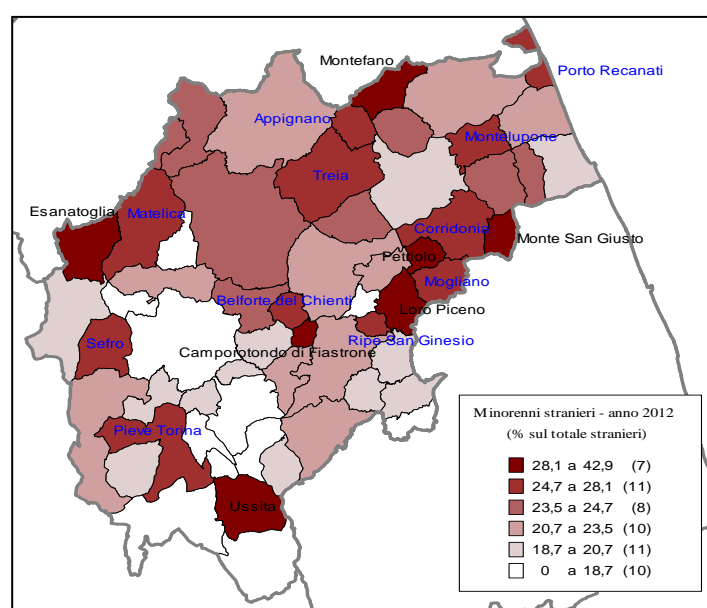 Montefano
Porto Recanati
Appignano
Montelupone
Treia
Esanatoglia
Matelica
Corridonia
Monte San Giusto
Petriolo
Mogliano
Belforte del Chienti
Loro Piceno
Sefro
Camporotondo di Fiastrone
Ripe San Ginesio
Pieve Torina
Ussita
Minorenni stranieri - anno 2012
(% sul totale stranieri)
28,1 a 42,9 (7)
24,7 a 28,1 (11)
23,5 a 24,7 (8)
20,7 a 23,5 (10)
18,7 a 20,7 (11)
0 a 18,7 (10)